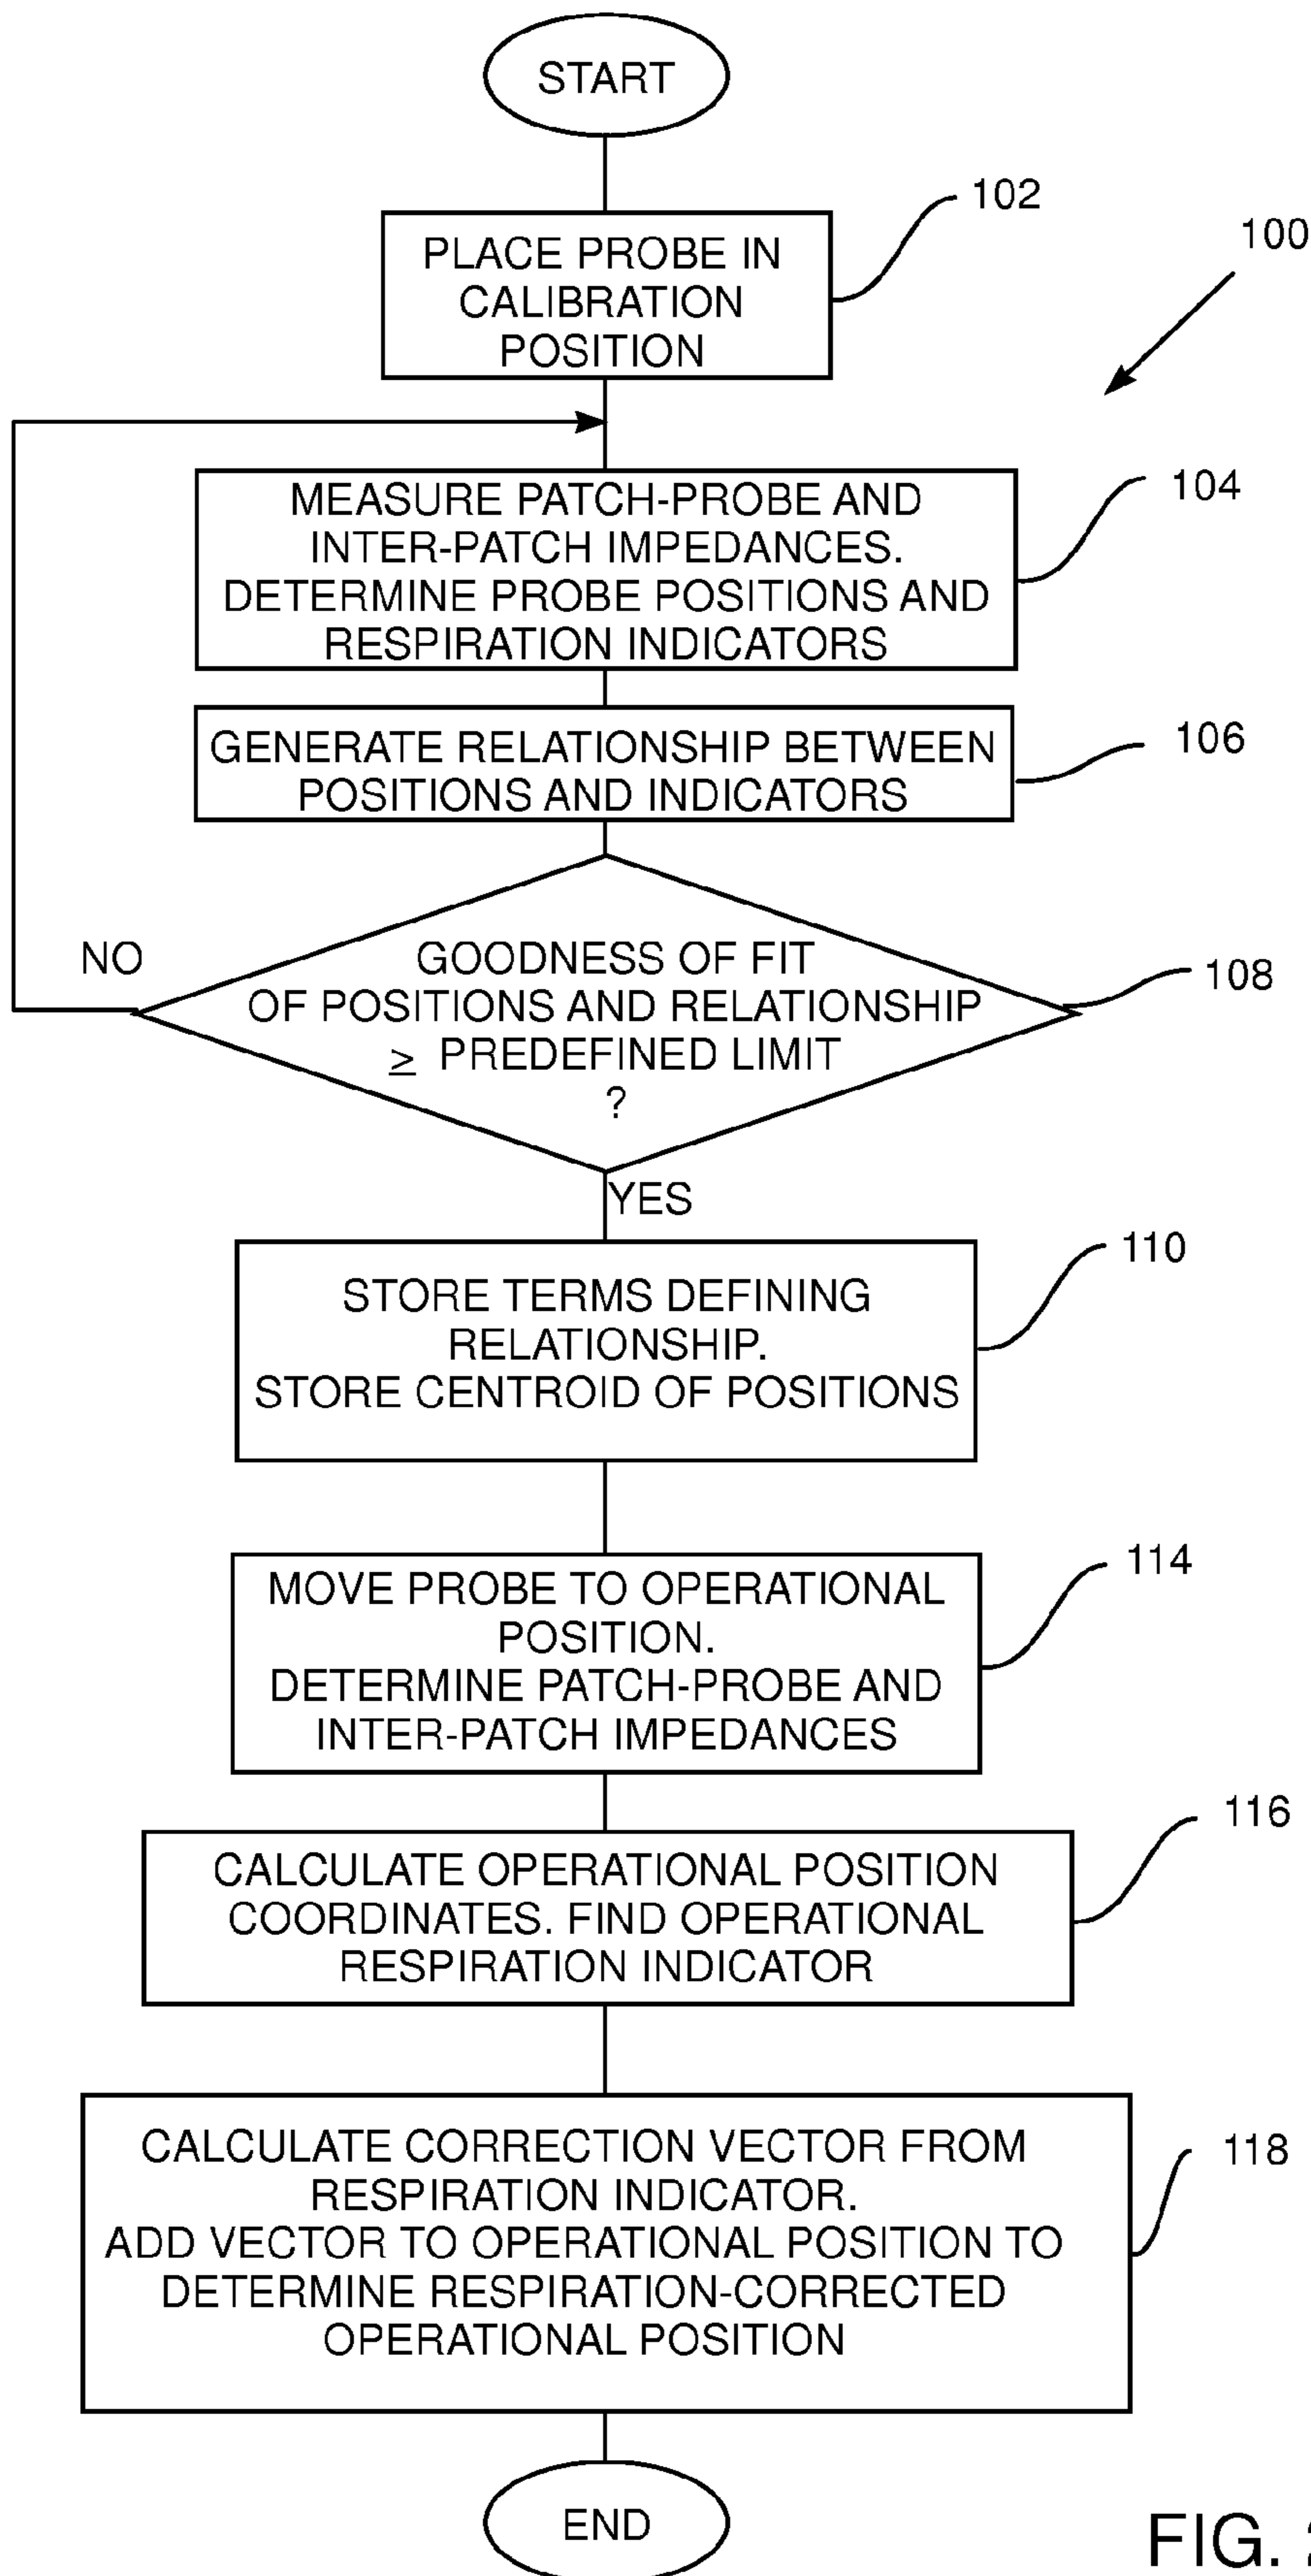 START
PLACE PROBE IN
CALIBRATION
POSITION
102
100
MEASURE PATCH-PROBE AND
INTER-PATCH IMPEDANCES.
DETERMINE PROBE POSITIONS AND
RESPIRATION INDICATORS
104
GENERATE RELATIONSHIP BETWEEN
POSITIONS AND INDICATORS
106
NO
GOODNESS OF FIT
OF POSITIONS AND RELATIONSHIP
≥ PREDEFINED LIMIT
?
108
YES
STORE TERMS DEFINING
RELATIONSHIP.
STORE CENTROID OF POSITIONS
110
MOVE PROBE TO OPERATIONAL
POSITION.
DETERMINE PATCH-PROBE AND
INTER-PATCH IMPEDANCES
114
CALCULATE OPERATIONAL POSITION
COORDINATES. FIND OPERATIONAL
RESPIRATION INDICATOR
116
CALCULATE CORRECTION VECTOR FROM
RESPIRATION INDICATOR.
ADD VECTOR TO OPERATIONAL POSITION TO
DETERMINE RESPIRATION-CORRECTED
OPERATIONAL POSITION
118
END
FIG.